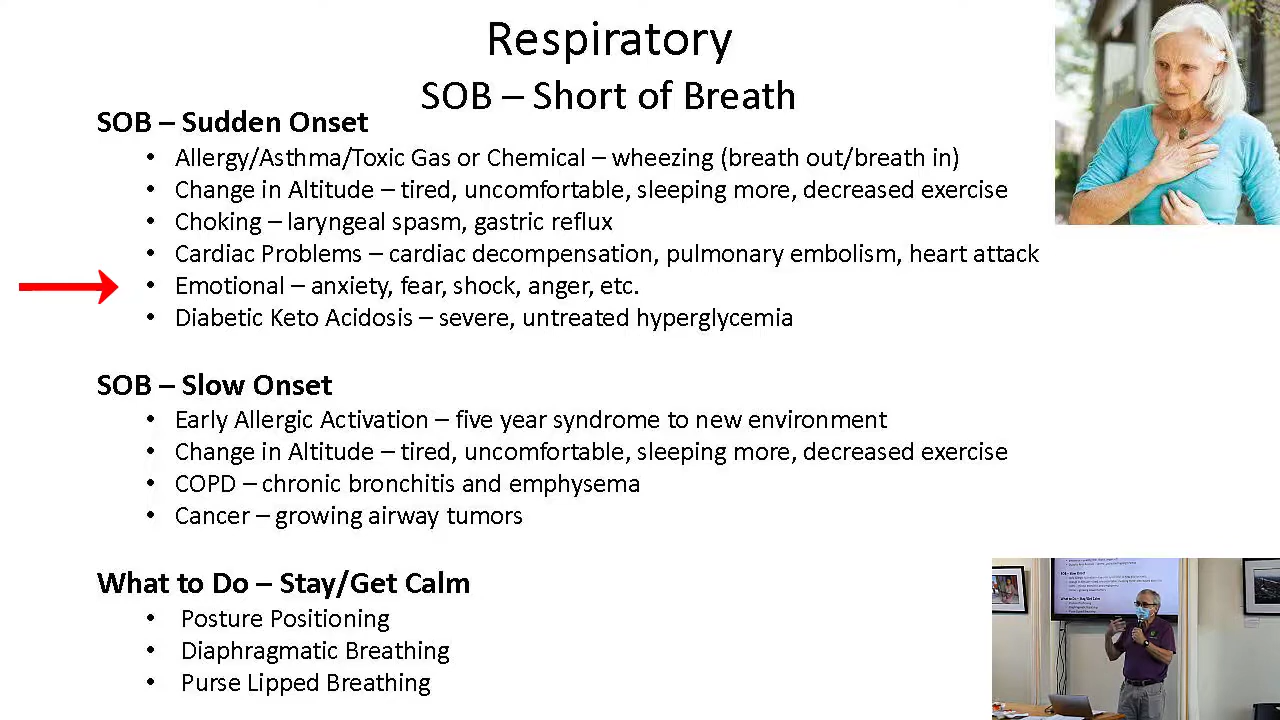 Respiratory
SOB – Short of Breath
SOB – Sudden Onset
• Allergy/Asthma/Toxic Gas or Chemical – wheezing (breath out/breath in)
• Change in Altitude – tired, uncomfortable, sleeping more, decreased exercise
• Choking – laryngeal spasm, gastric reflux
• Cardiac Problems – cardiac decompensation, pulmonary embolism, heart attack
• Emotional – anxiety, fear, shock, anger, etc.
• Diabetic Keto Acidosis – severe, untreated hyperglycemia
SOB – Slow Onset
• Early Allergic Activation – five year syndrome to new environment
• Change in Altitude – tired, uncomfortable, sleeping more, decreased exercise
• COPD – chronic bronchitis and emphysema
• Cancer – growing airway tumors
What to Do – Stay/Get Calm
• Posture Positioning
• Diaphragmatic Breathing
• Purse Lipped Breathing